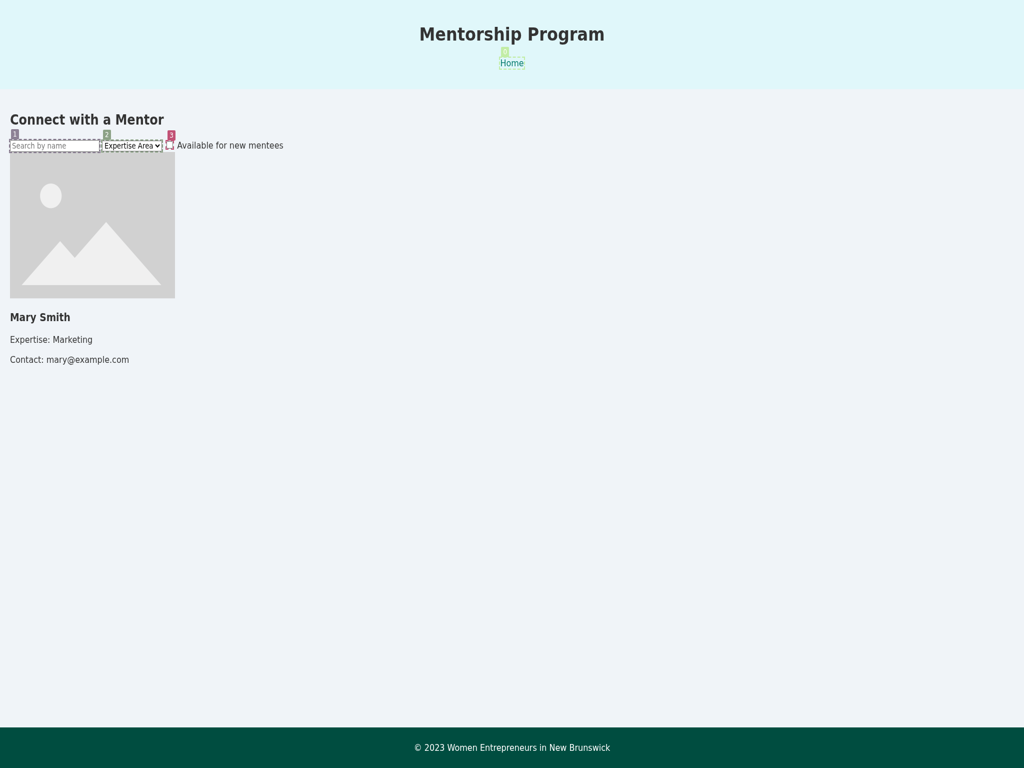 Mentorship Program
0
Home
Connect with a Mentor
1 2 3
Search by name Expertise Area Available for new mentees
Mary Smith
Expertise: Marketing
Contact: mary@example.com
© 2023 Women Entrepreneurs in New Brunswick